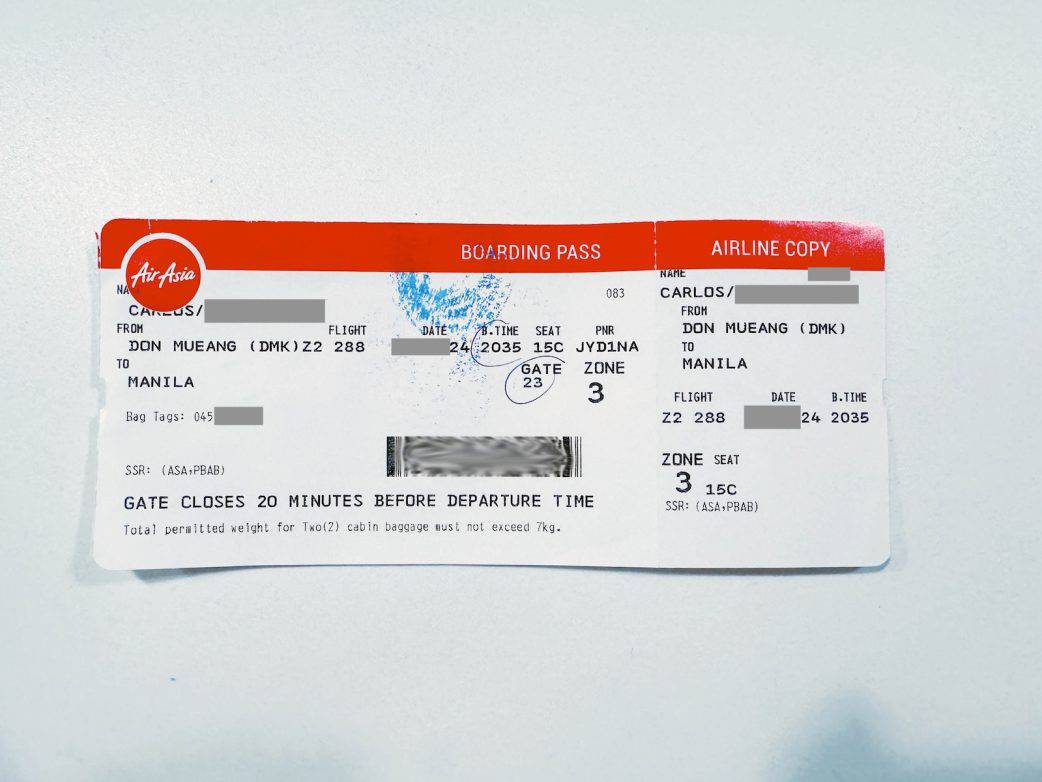 BOARDING PASS
AirAsia
083
CARLOS/
FROM FLIGHT DATE B.TIME SEAT PNR
DON MUEANG (DMK) Z2 288 24 2035 15C JYD1NA
TO GATE ZONE
MANILA 23 3
Bag Tags: 045
SSR: (ASA,PBAB)
GATE CLOSES 20 MINUTES BEFORE DEPARTURE TIME
Total permitted weight for Two(2) cabin baggage must not exceed 7kg.
AIRLINE COPY
NAME
CARLOS/
FROM
DON MUEANG (DMK)
TO
MANILA
FLIGHT DATE B.TIME
Z2 288 24 2035
ZONE SEAT
3 15C
SSR: (ASA,PBAB)